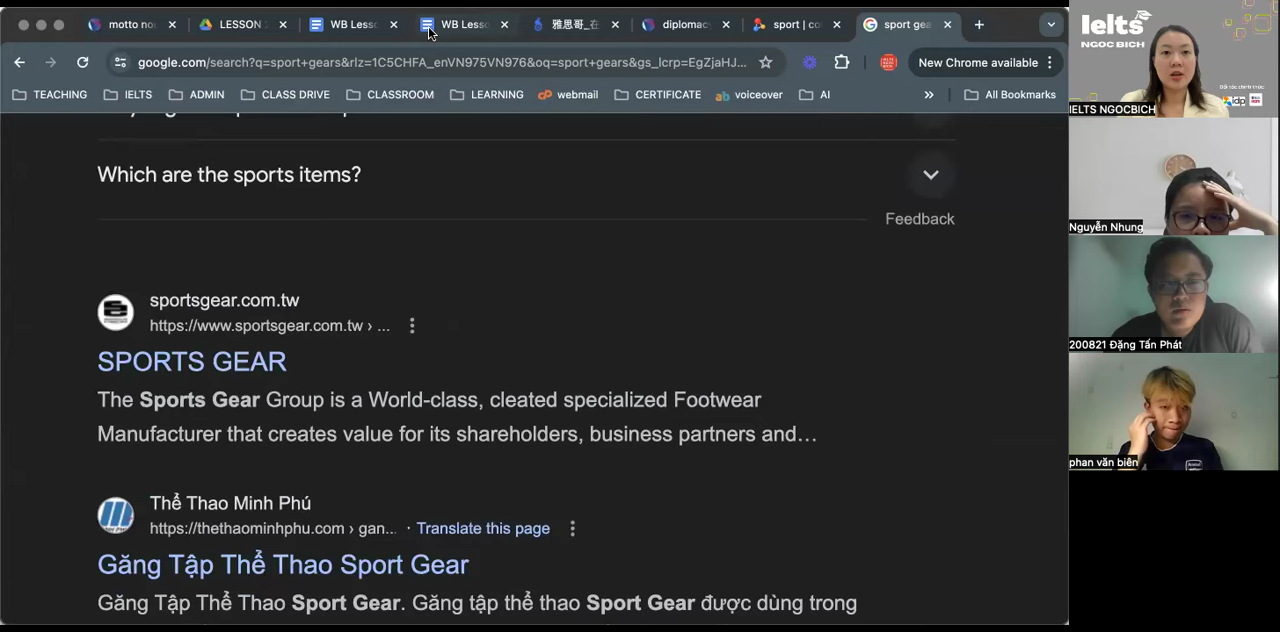 motto no
LESSON
WB Less
WB Less
雅思哥_在
diplomac
sport | co
sport gea
google.com/search?q=sport+gears&rlz=1C5CHFA_enVN975VN976&oq=sport+gears&gs_lcrp=EgZjaHJ...
New Chrome available
TEACHING
IELTS
ADMIN
CLASS DRIVE
CLASSROOM
LEARNING
webmail
CERTIFICATE
voiceover
AI
»
All Bookmarks
Which are the sports items?
Feedback
sportsgear.com.tw
https://www.sportsgear.com.tw › ...
SPORTS GEAR
The Sports Gear Group is a World-class, cleated specialized Footwear
Manufacturer that creates value for its shareholders, business partners and...
Thể Thao Minh Phú
https://thethaominhphu.com › gan... · Translate this page
Găng Tập Thể Thao Sport Gear
Găng Tập Thể Thao Sport Gear. Găng tập thể thao Sport Gear được dùng trong
Ielts
NGOC BICH
idp
IELTS NGOCBICH
Nguyễn Nhung
200821 Đặng Tấn Phát
phan văn biên